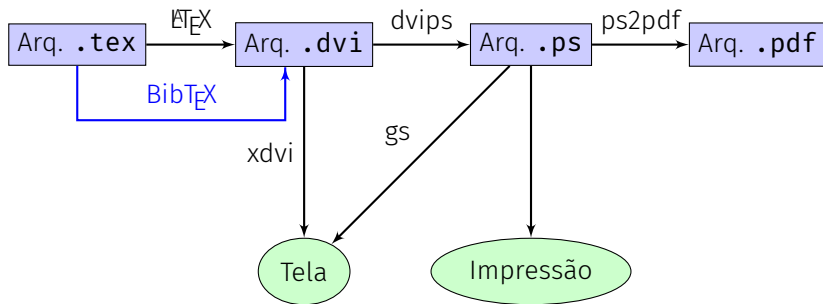 LATEX
dvips
ps2pdf
Arq. .tex
Arq. .dvi
Arq. .ps
Arq. .pdf
BibTEX
xdvi
gs
Tela
Impressão